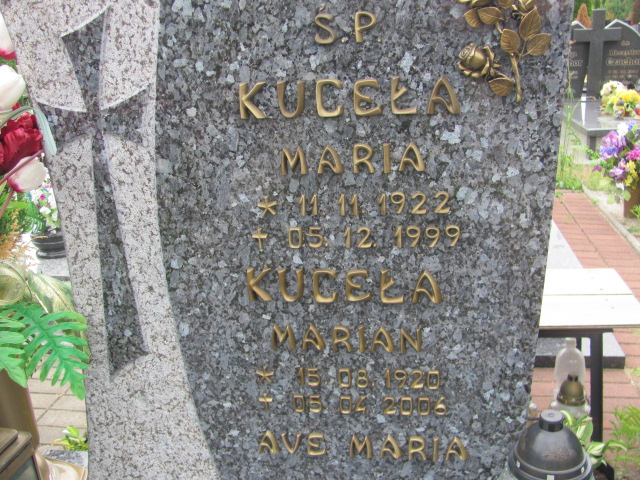 Ś.P.
KUCEŁA
MARIA
* 11 11 1922
+ 05. 12. 1999
KUCEŁA
MARIAN
* 15. 08. 1920
+ 05. 04. 2006
AVE MARIA